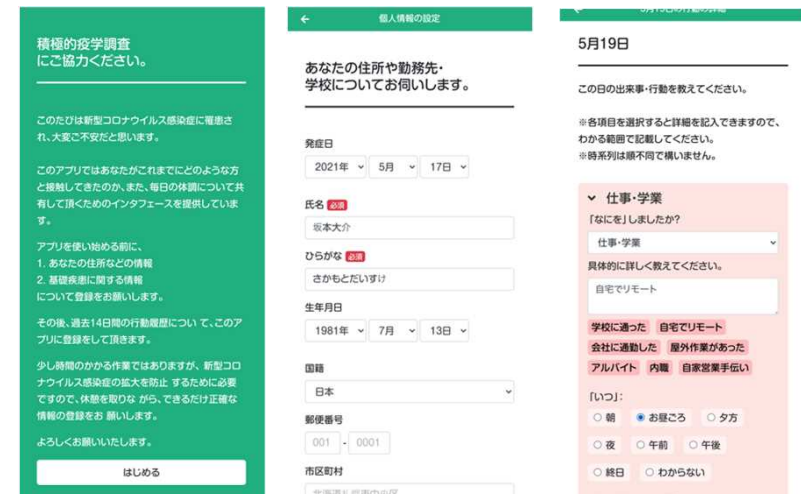 積極的疫学調査
にご協力ください。
このたびは新型コロナウイルス感染症に罹患さ
れ、大変ご不安だと思います。
このアプリではあなたがこれまでにどのような方
と接触してきたのか、また、毎日の体調について共
有して頂くためのインタフェースを提供していま
す。
アプリを使い始める前に、
1. あなたの住所などの情報
2. 基礎疾患に関する情報
について登録をお願いします。
その後、過去14日間の行動履歴につい て、このア
プリに登録をして頂きます。
少し時間のかかる作業ではありますが、 新型コロ
ナウイルス感染症の拡大を防止 するために必要
ですので、休憩を取りな がら、できるだけ正確な
情報の登録をお 願いします。
よろしくお願いいたします。
はじめる
個人情報の設定
あなたの住所や勤務先・
学校についてお伺いします。
発症日
2021年 5月 17日
氏名 必須
坂本大介
ひらがな 必須
さかもとだいすけ
生年月日
1981年 7月 13日
国籍
日本
郵便番号
001 - 0001
市区町村
5月19日
この日の出来事・行動を教えてください。
※各項目を選択すると詳細を記入できますので、
わかる範囲で記載してください。
※時系列は順不同で構いません。
仕事・学業
「なにを」しましたか?
仕事・学業
具体的に詳しく教えてください。
自宅でリモート
学校に通った 自宅でリモート
会社に通勤した 屋外作業があった
アルバイト 内職 自家営業手伝い
「いつ」:
朝 お昼ごろ 夕方
夜 午前 午後
終日 わからない